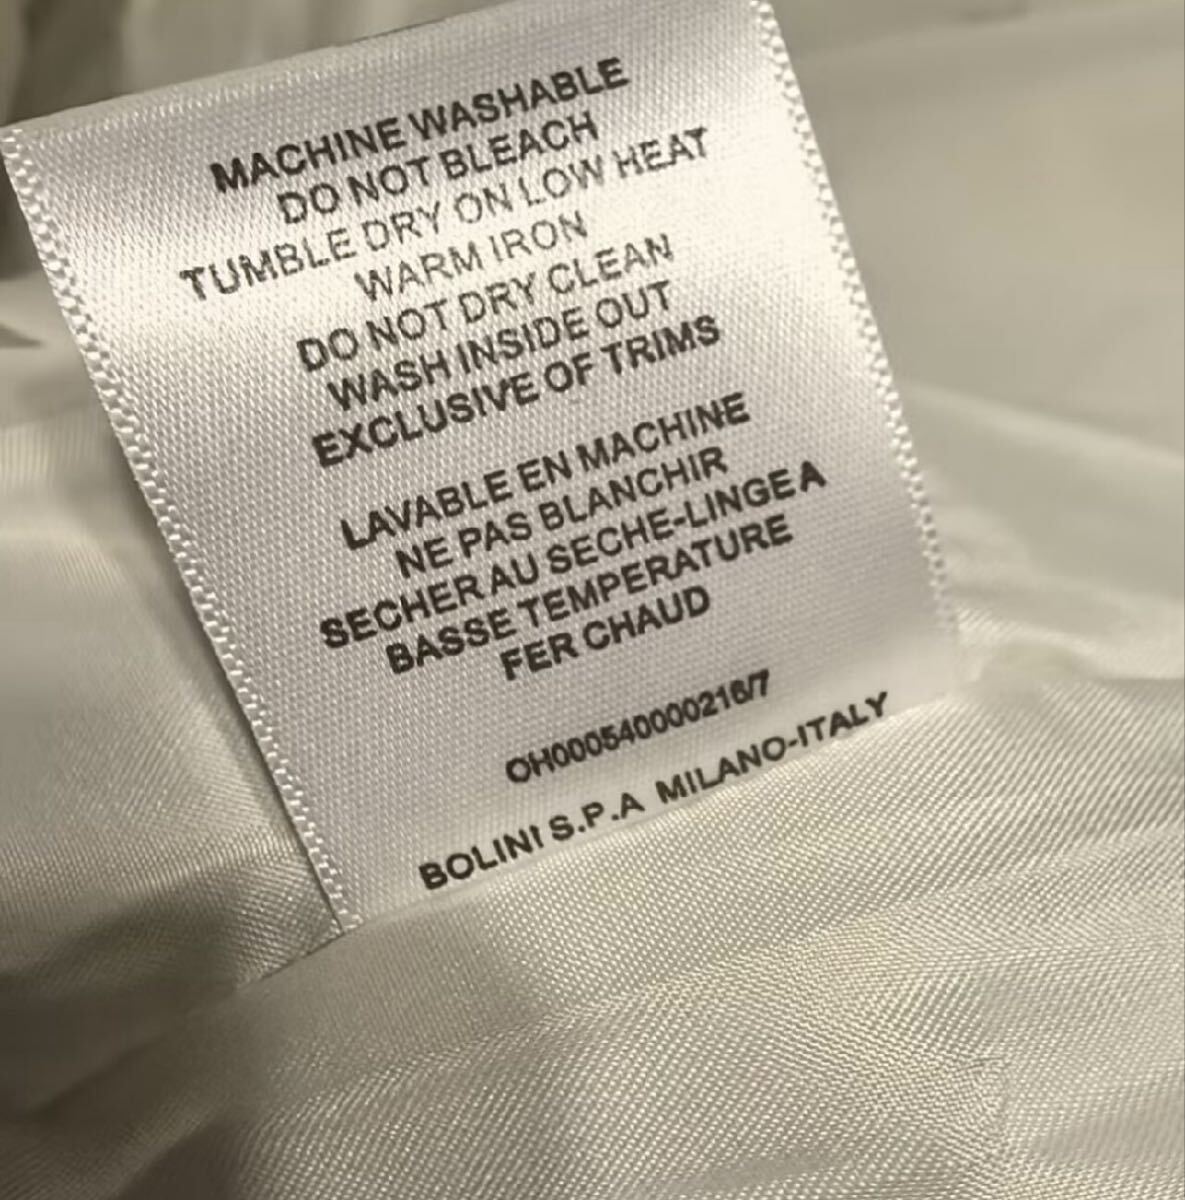 MACHINE WASHABLE
DO NOT BLEACH
TUMBLE DRY ON LOW HEAT
WARM IRON
DO NOT DRY CLEAN
WASH INSIDE OUT
EXCLUSIVE OF TRIMS
LAVABLE EN MACHINE
NE PAS BLANCHIR
SECHER AU SECHE-LINGE A
BASSE TEMPERATURE
FER CHAUD
OH000540000216/7
BOLINI S.P.A MILANO-ITALY